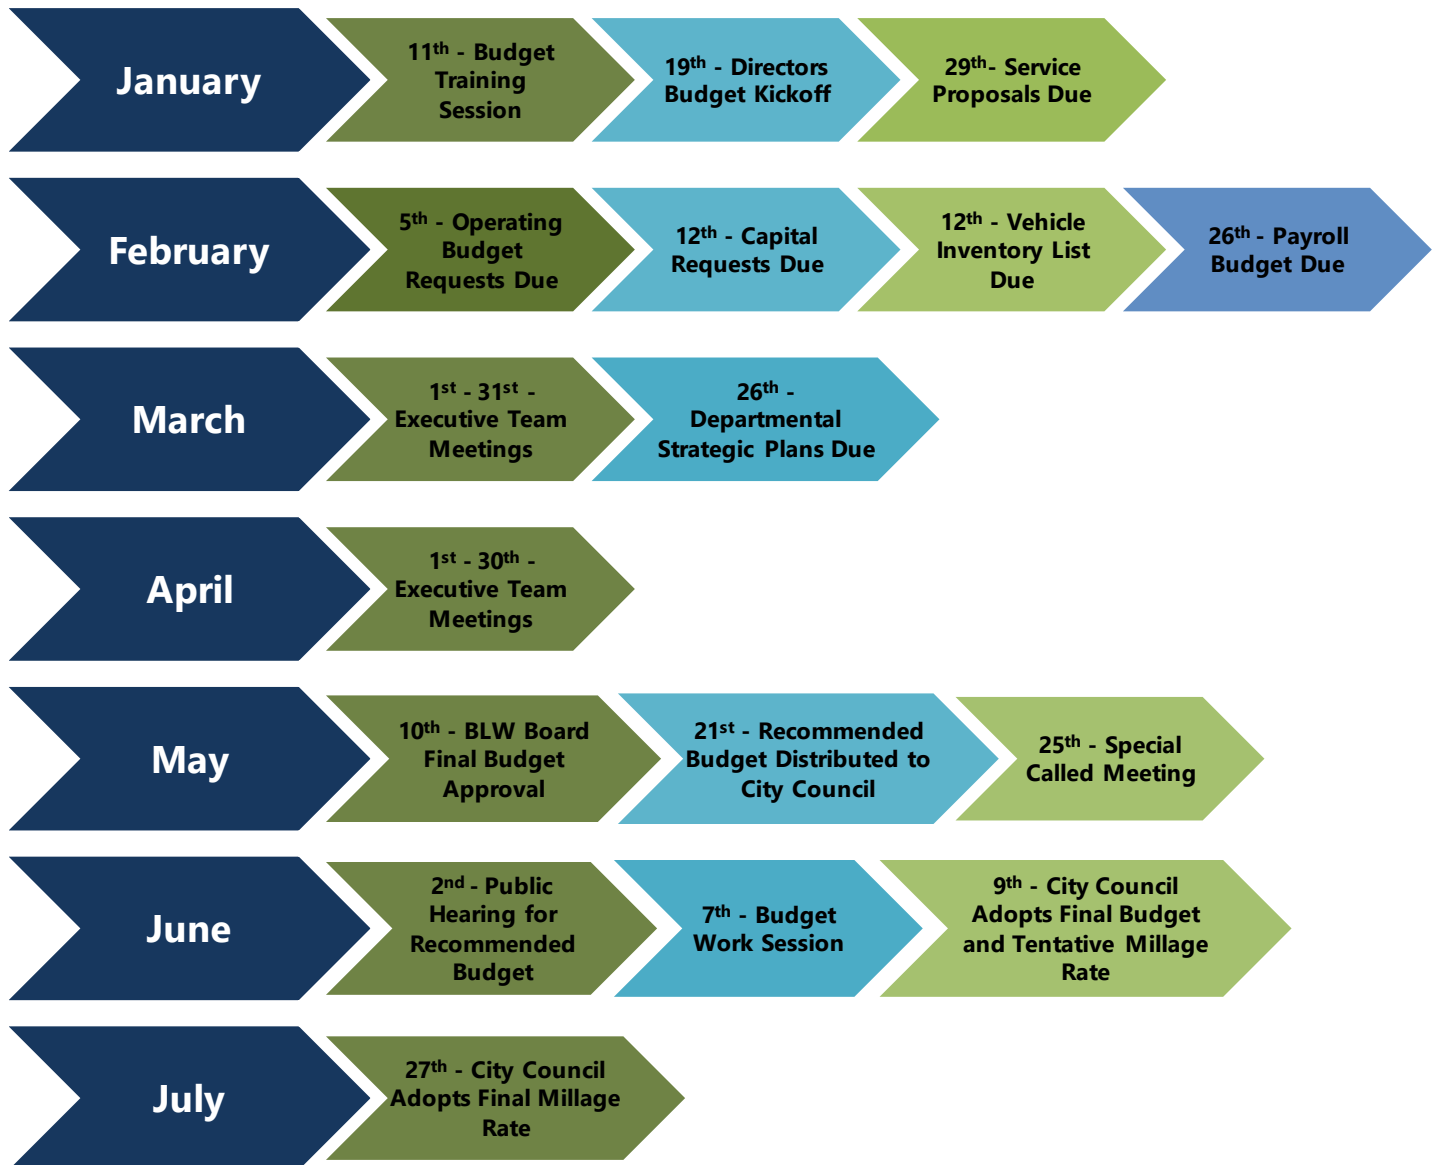 January
11th - Budget
Training
Session
19th - Directors
Budget Kickoff
29th- Service
Proposals Due
February
5th - Operating
Budget
Requests Due
12th - Capital
Requests Due
12th - Vehicle
Inventory List
Due
26th - Payroll
Budget Due
March
1st - 31st -
Executive Team
Meetings
26th -
Departmental
Strategic Plans Due
April
1st - 30th -
Executive Team
Meetings
May
10th - BLW Board
Final Budget
Approval
21st - Recommended
Budget Distributed to
City Council
25th - Special
Called Meeting
June
2nd - Public
Hearing for
Recommended
Budget
7th - Budget
Work Session
9th - City Council
Adopts Final Budget
and Tentative Millage
Rate
July
27th - City Council
Adopts Final Millage
Rate